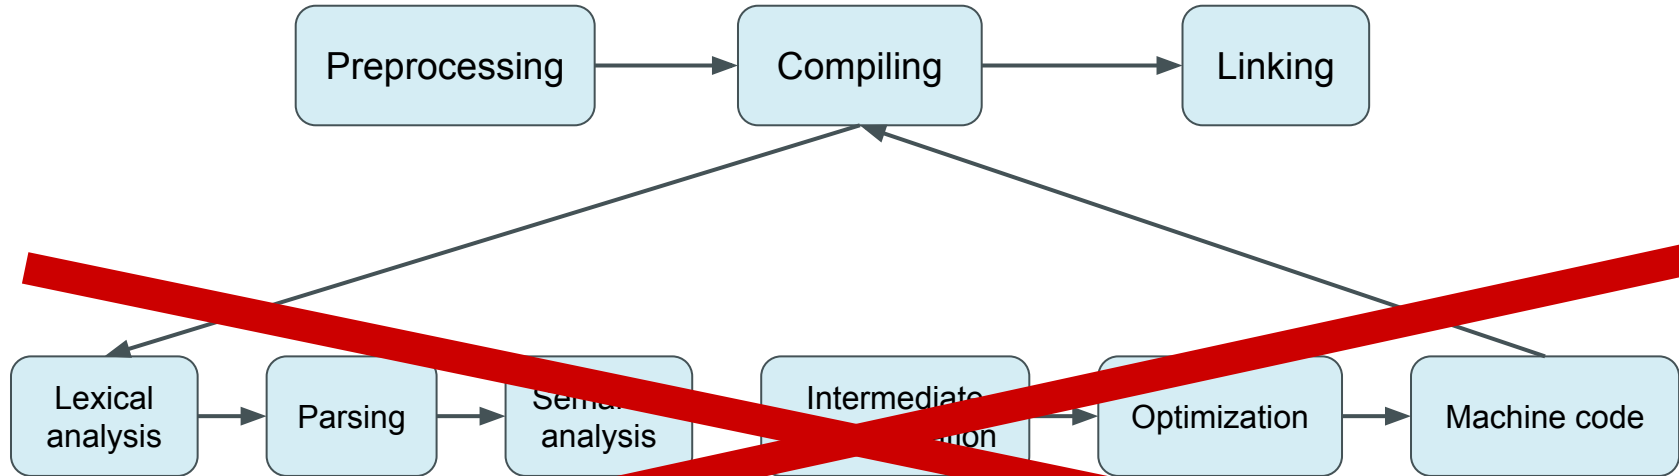 Preprocessing
Compiling
Linking
Lexical
analysis
Parsing
analysis
Intermediate
Optimization
Machine code